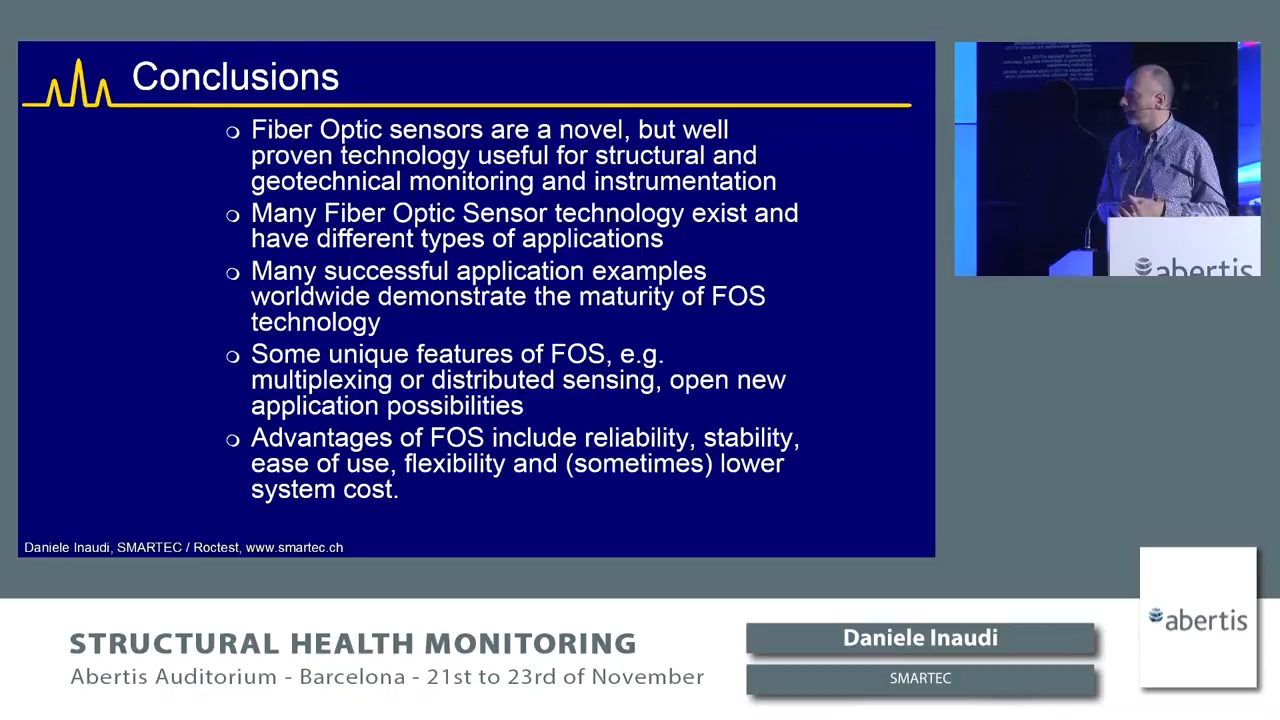 Conclusions
❍ Fiber Optic sensors are a novel, but well
proven technology useful for structural and
geotechnical monitoring and instrumentation
❍ Many Fiber Optic Sensor technology exist and
have different types of applications
❍ Many successful application examples
worldwide demonstrate the maturity of FOS
technology
❍ Some unique features of FOS, e.g.
multiplexing or distributed sensing, open new
application possibilities
❍ Advantages of FOS include reliability, stability,
ease of use, flexibility and (sometimes) lower
system cost.
Daniele Inaudi, SMARTEC / Roctest, www.smartec.ch
abertis
STRUCTURAL HEALTH MONITORING
Abertis Auditorium - Barcelona - 21st to 23rd of November
Daniele Inaudi
SMARTEC
abertis